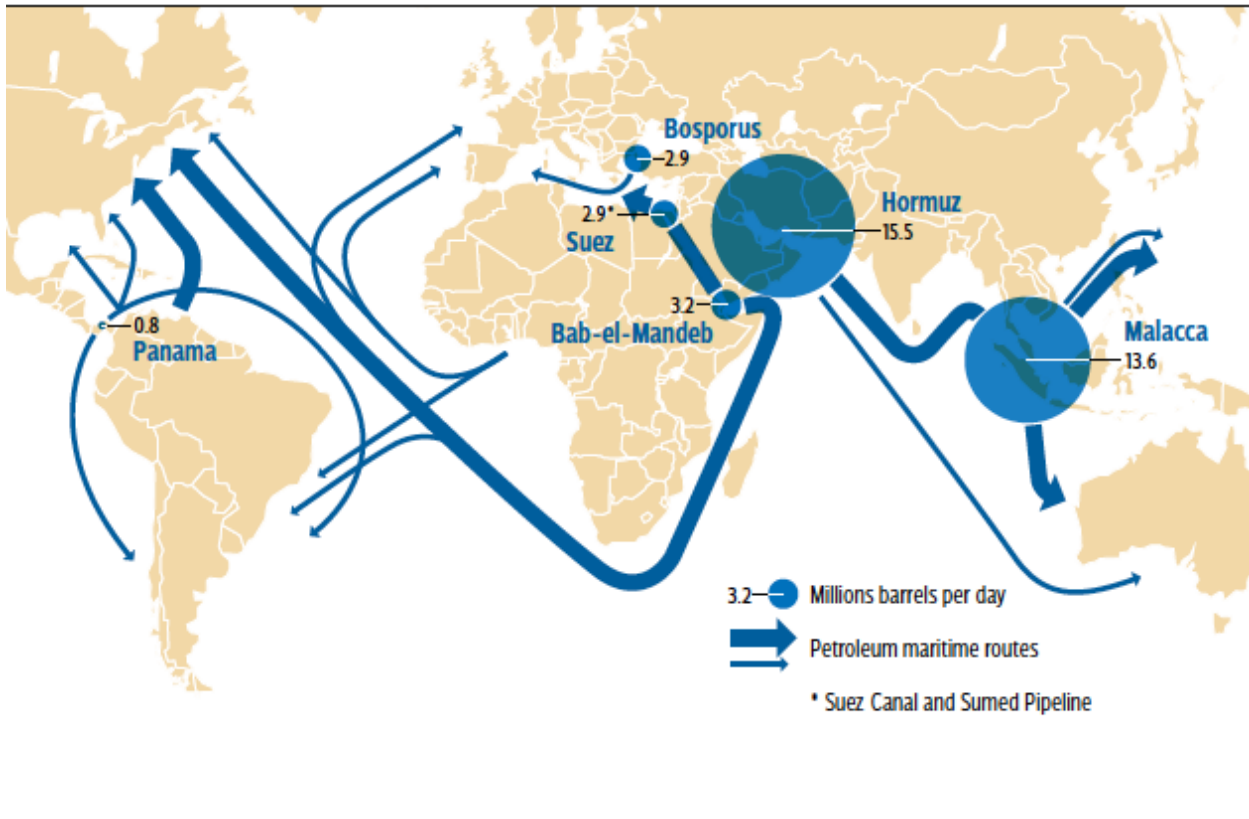 Bosporus
2.9
Hormuz
15.5
2.9*
Suez
3.2
Bab-el-Mandeb
0.8
Panama
Malacca
13.6
3.2 Millions barrels per day
Petroleum maritime routes
* Suez Canal and Sumed Pipeline